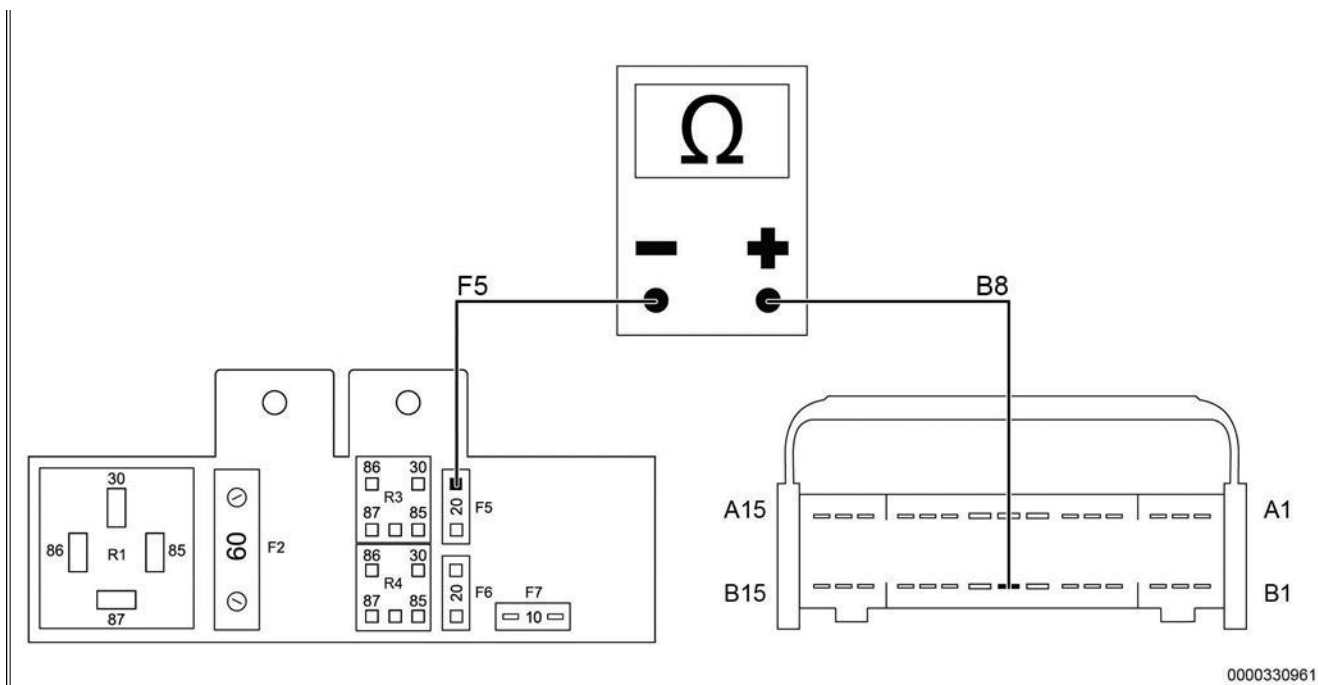 Ω
− +
F5 B8
30
86 R1 85
87
60 F2
86 30
R3
87 85
20 F5
86 30
R4
87 85
20 F6
F7
10
A15 A1
B15 B1
0000330961